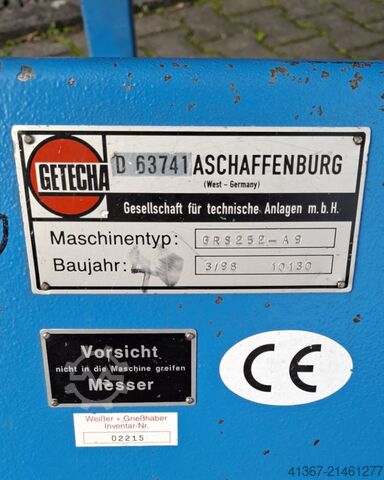 GETECHA
D 63741 ASCHAFFENBURG
(West - Germany)
Gesellschaft für technische Anlagen m.b.H.
Maschinentyp: GRS252-A9
Baujahr: 3/98 10130
Vorsicht
nicht in die Maschine greifen
Messer
CE
Weißer + Grießhaber
Inventar-Nr.
02215
41367-21461277